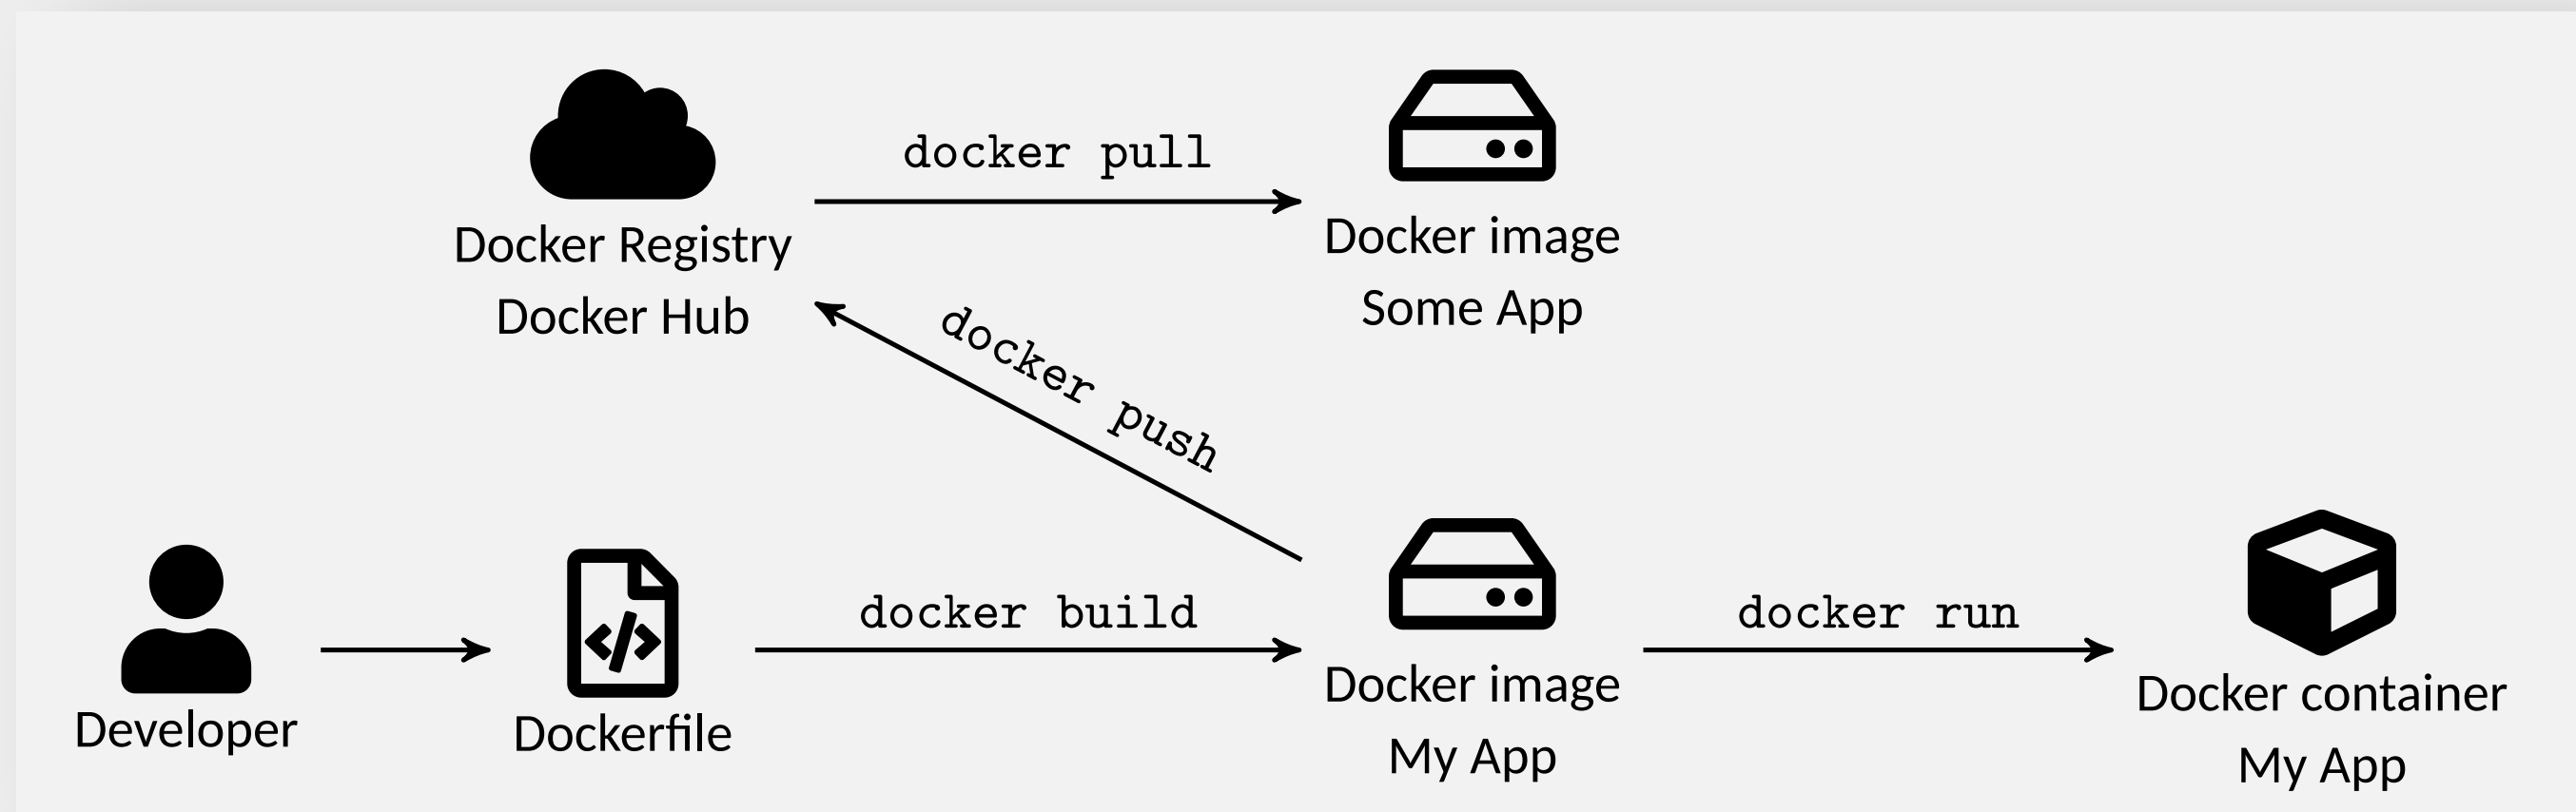 docker pull
Docker Registry
Docker Hub
Docker image
Some App
docker push
Developer
Dockerfile
docker build
Docker image
My App
docker run
Docker container
My App